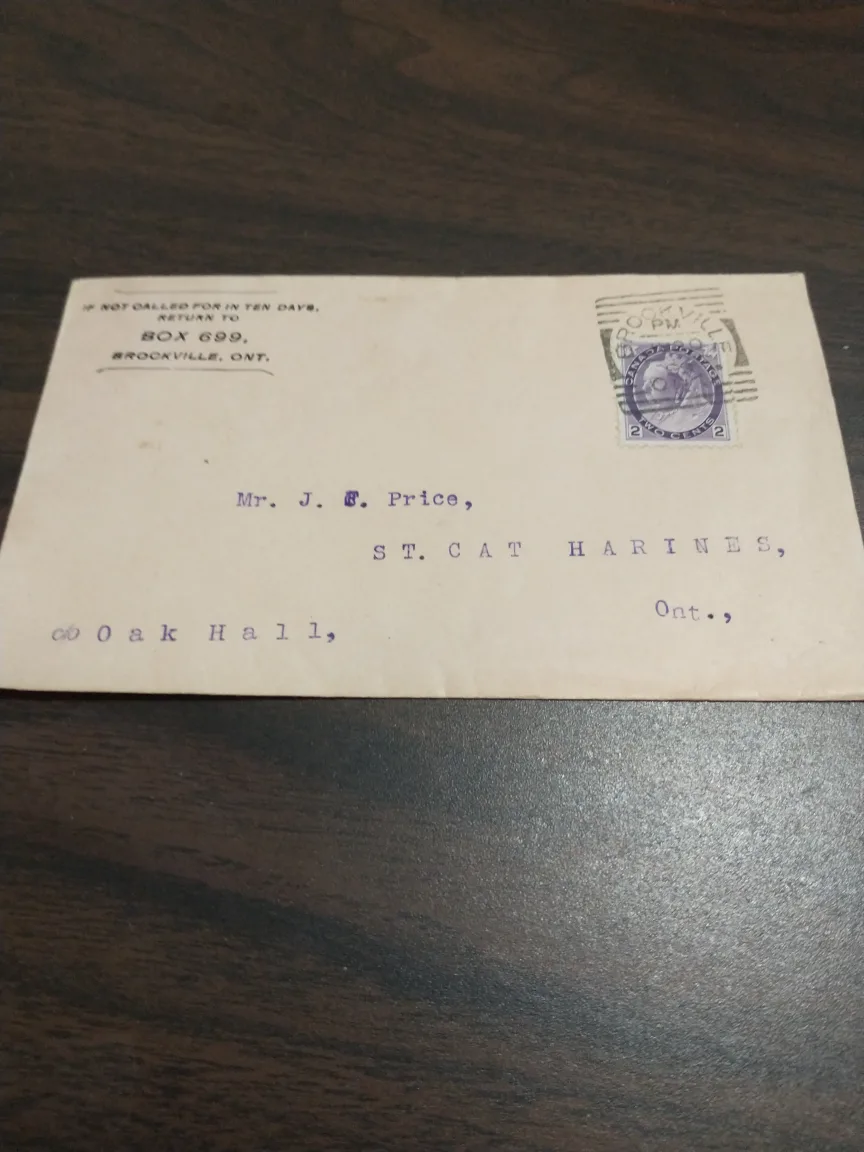 IF NOT CALLED FOR IN TEN DAYS,
RETURN TO
BOX 699,
BROCKVILLE, ONT.
BROCKVILLE
PM
CANADA POSTAGE
2 TWO CENTS 2
Mr. J. Price,
ST. CAT HARINES,
Ont.,
c/o Oak Hall,